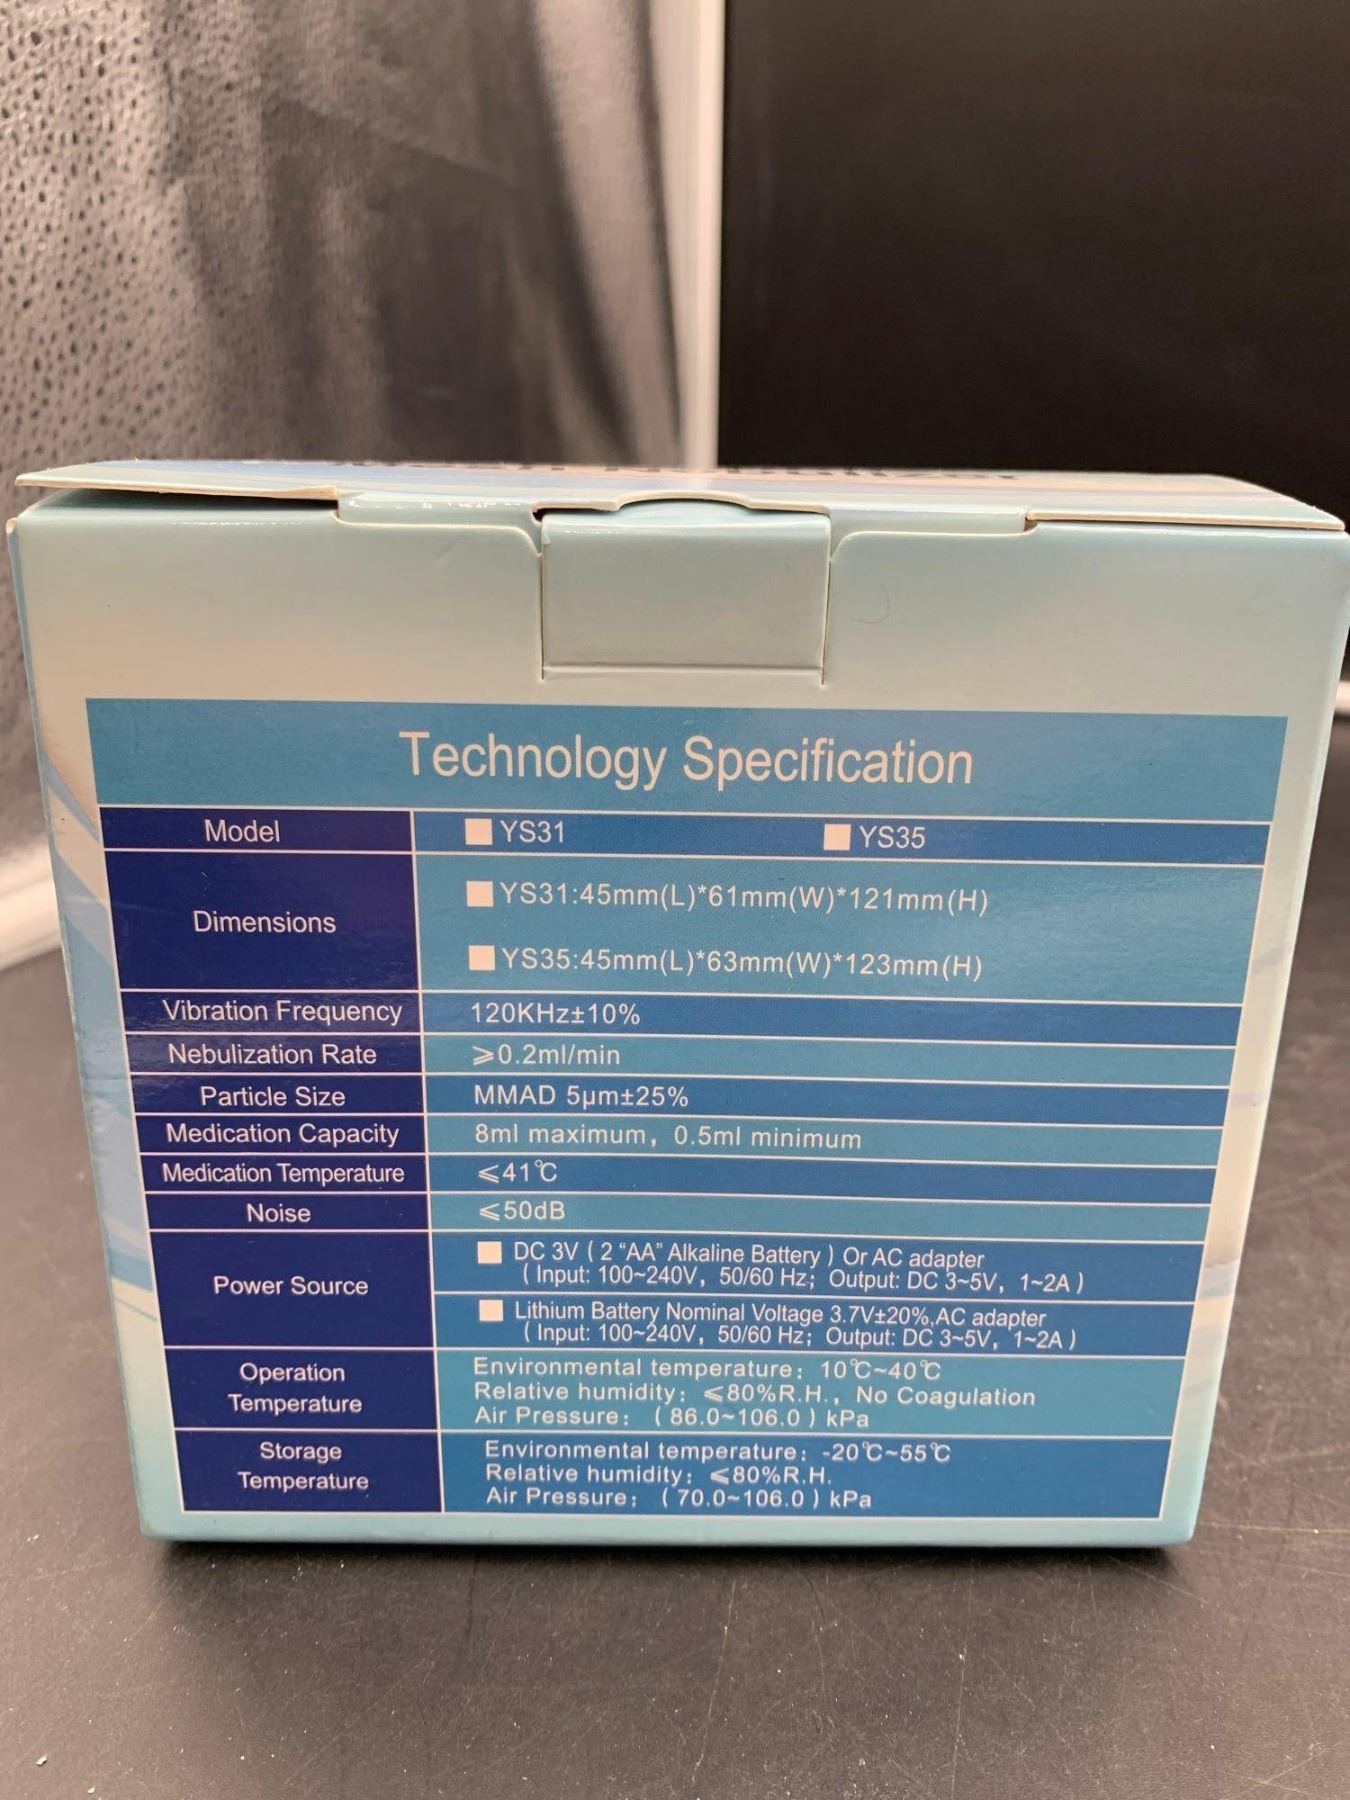 Technology Specification
Model YS31 YS35
Dimensions YS31:45mm(L)*61mm(W)*121mm(H)
YS35:45mm(L)*63mm(W)*123mm(H)
Vibration Frequency 120KHz±10%
Nebulization Rate ⩾0.2ml/min
Particle Size MMAD 5μm±25%
Medication Capacity 8ml maximum, 0.5ml minimum
Medication Temperature ⩽41℃
Noise ⩽50dB
Power Source DC 3V ( 2 “AA” Alkaline Battery ) Or AC adapter
( Input: 100~240V, 50/60 Hz; Output: DC 3~5V, 1~2A )
Lithium Battery Nominal Voltage 3.7V±20%,AC adapter
( Input: 100~240V, 50/60 Hz; Output: DC 3~5V, 1~2A )
Operation Temperature Environmental temperature: 10℃~40℃
Relative humidity: ⩽80%R.H., No Coagulation
Air Pressure: ( 86.0~106.0 ) kPa
Storage Temperature Environmental temperature: -20℃~55℃
Relative humidity: ⩽80%R.H.
Air Pressure: ( 70.0~106.0 ) kPa